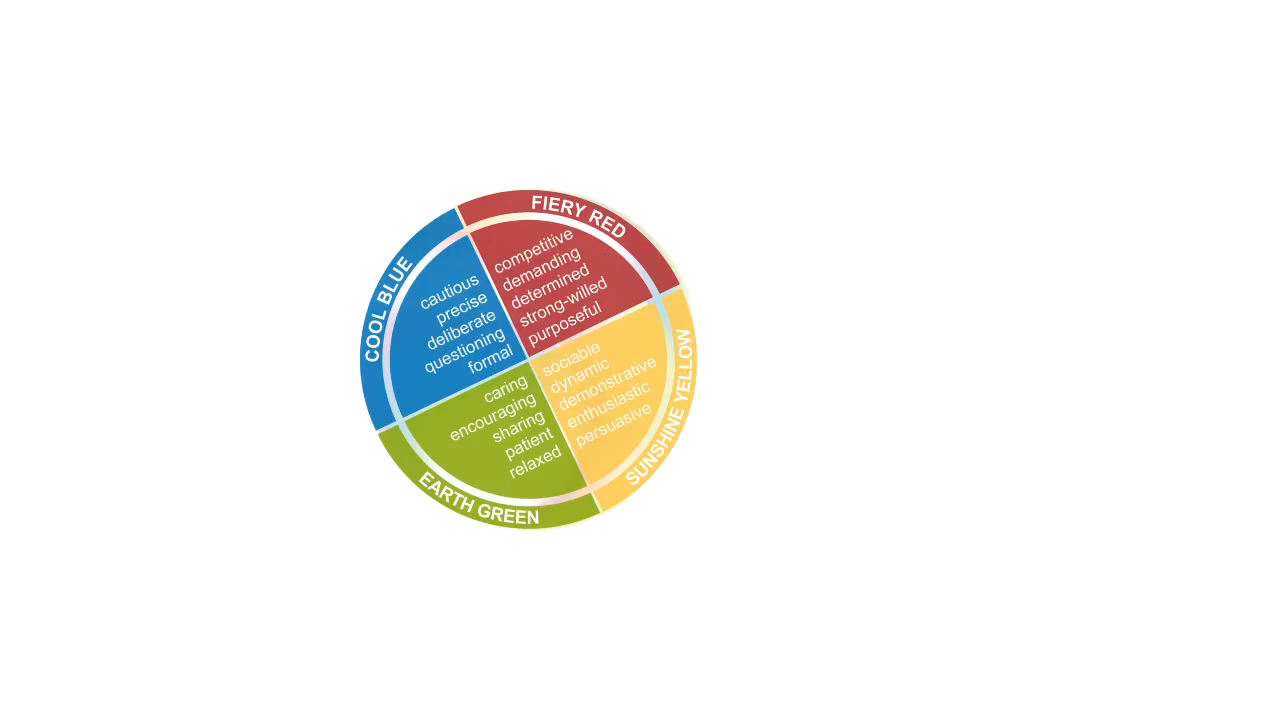 COOL BLUE
cautious
precise
deliberate
questioning
formal
FIERY RED
competitive
demanding
determined
strong-willed
purposeful
EARTH GREEN
caring
encouraging
sharing
patient
relaxed
SUNSHINE YELLOW
sociable
dynamic
demonstrative
enthusiastic
persuasive